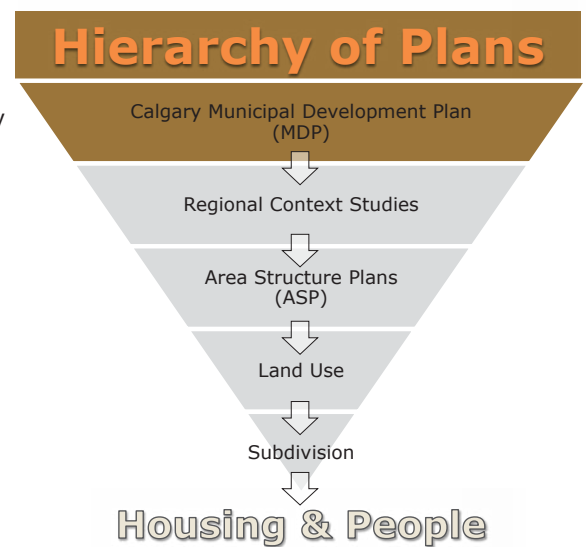 Hierarchy of Plans
Calgary Municipal Development Plan
(MDP)
Regional Context Studies
Area Structure Plans
(ASP)
Land Use
Subdivision
Housing & People